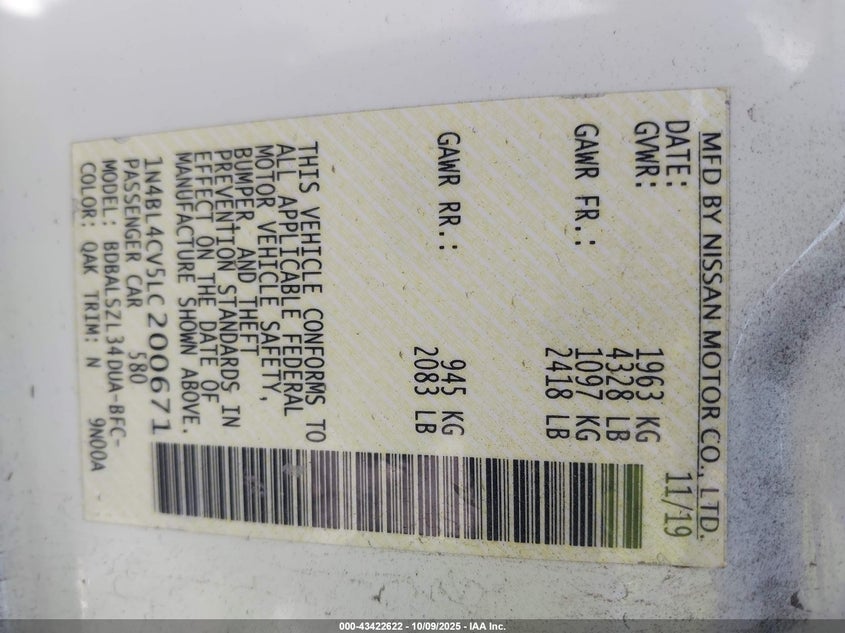 MFD BY NISSAN MOTOR CO., LTD.
DATE: 11/19
GVWR: 1963 KG
4328 LB
GAWR FR.: 1097 KG
2418 LB
GAWR RR.: 945 KG
2083 LB
THIS VEHICLE CONFORMS TO
ALL APPLICABLE FEDERAL
MOTOR VEHICLE SAFETY,
BUMPER, AND THEFT
PREVENTION STANDARDS IN
EFFECT ON THE DATE OF
MANUFACTURE SHOWN ABOVE.
1N4BL4CV5LC200671
PASSENGER CAR 580
MODEL: BDBALSZL34DUA-BFC-
COLOR: QAK TRIM: N 9N00A
000-43422622 - 10/09/2025 - IAA Inc.